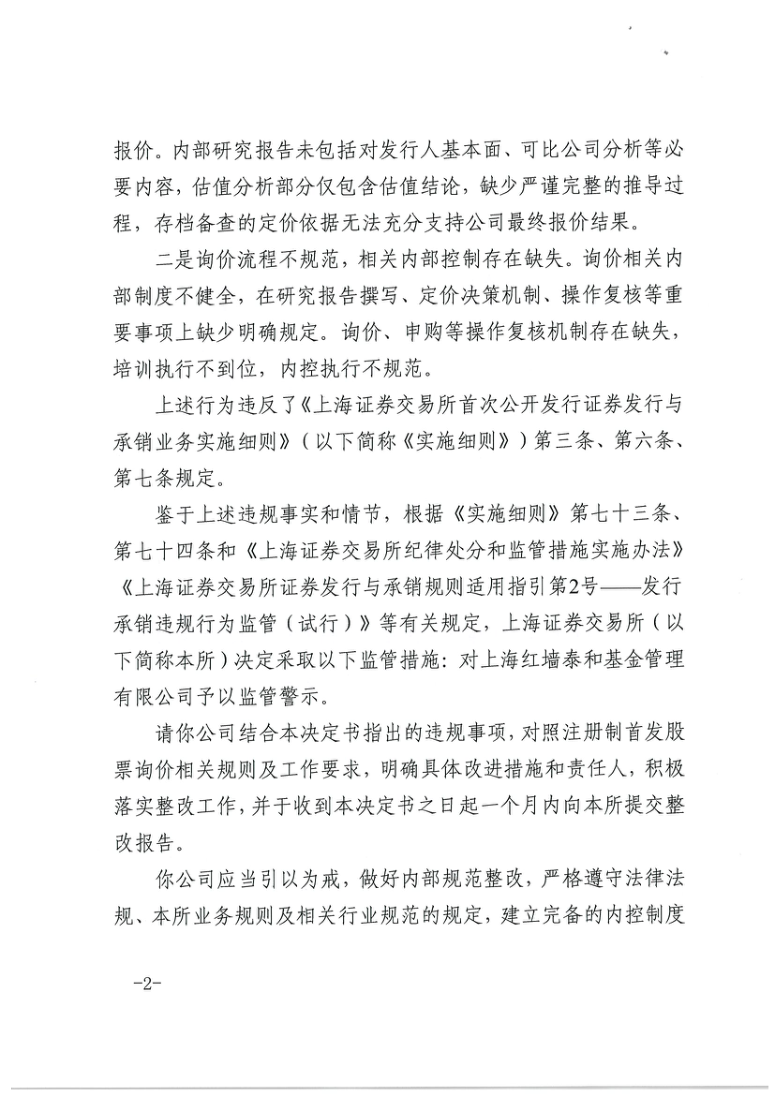 报价。内部研究报告未包括对发行人基本面、可比公司分析等必
要内容，估值分析部分仅包含估值结论，缺少严谨完整的推导过
程，存档备查的定价依据无法充分支持公司最终报价结果。
二是询价流程不规范，相关内部控制存在缺失。询价相关内
部制度不健全，在研究报告撰写、定价决策机制、操作复核等重
要事项上缺少明确规定。询价、申购等操作复核机制存在缺失，
培训执行不到位，内控执行不规范。
上述行为违反了《上海证券交易所首次公开发行证券发行与
承销业务实施细则》（以下简称《实施细则》）第三条、第六条、
第七条规定。
鉴于上述违规事实和情节，根据《实施细则》第七十三条、
第七十四条和《上海证券交易所纪律处分和监管措施实施办法》
《上海证券交易所证券发行与承销规则适用指引第2号——发行
承销违规行为监管（试行）》等有关规定，上海证券交易所（以
下简称本所）决定采取以下监管措施：对上海红墙泰和基金管理
有限公司予以监管警示。
请你公司结合本决定书指出的违规事项，对照注册制首发股
票询价相关规则及工作要求，明确具体改进措施和责任人，积极
落实整改工作，并于收到本决定书之日起一个月内向本所提交整
改报告。
你公司应当引以为戒，做好内部规范整改，严格遵守法律法
规、本所业务规则及相关行业规范的规定，建立完备的内控制度
-2-